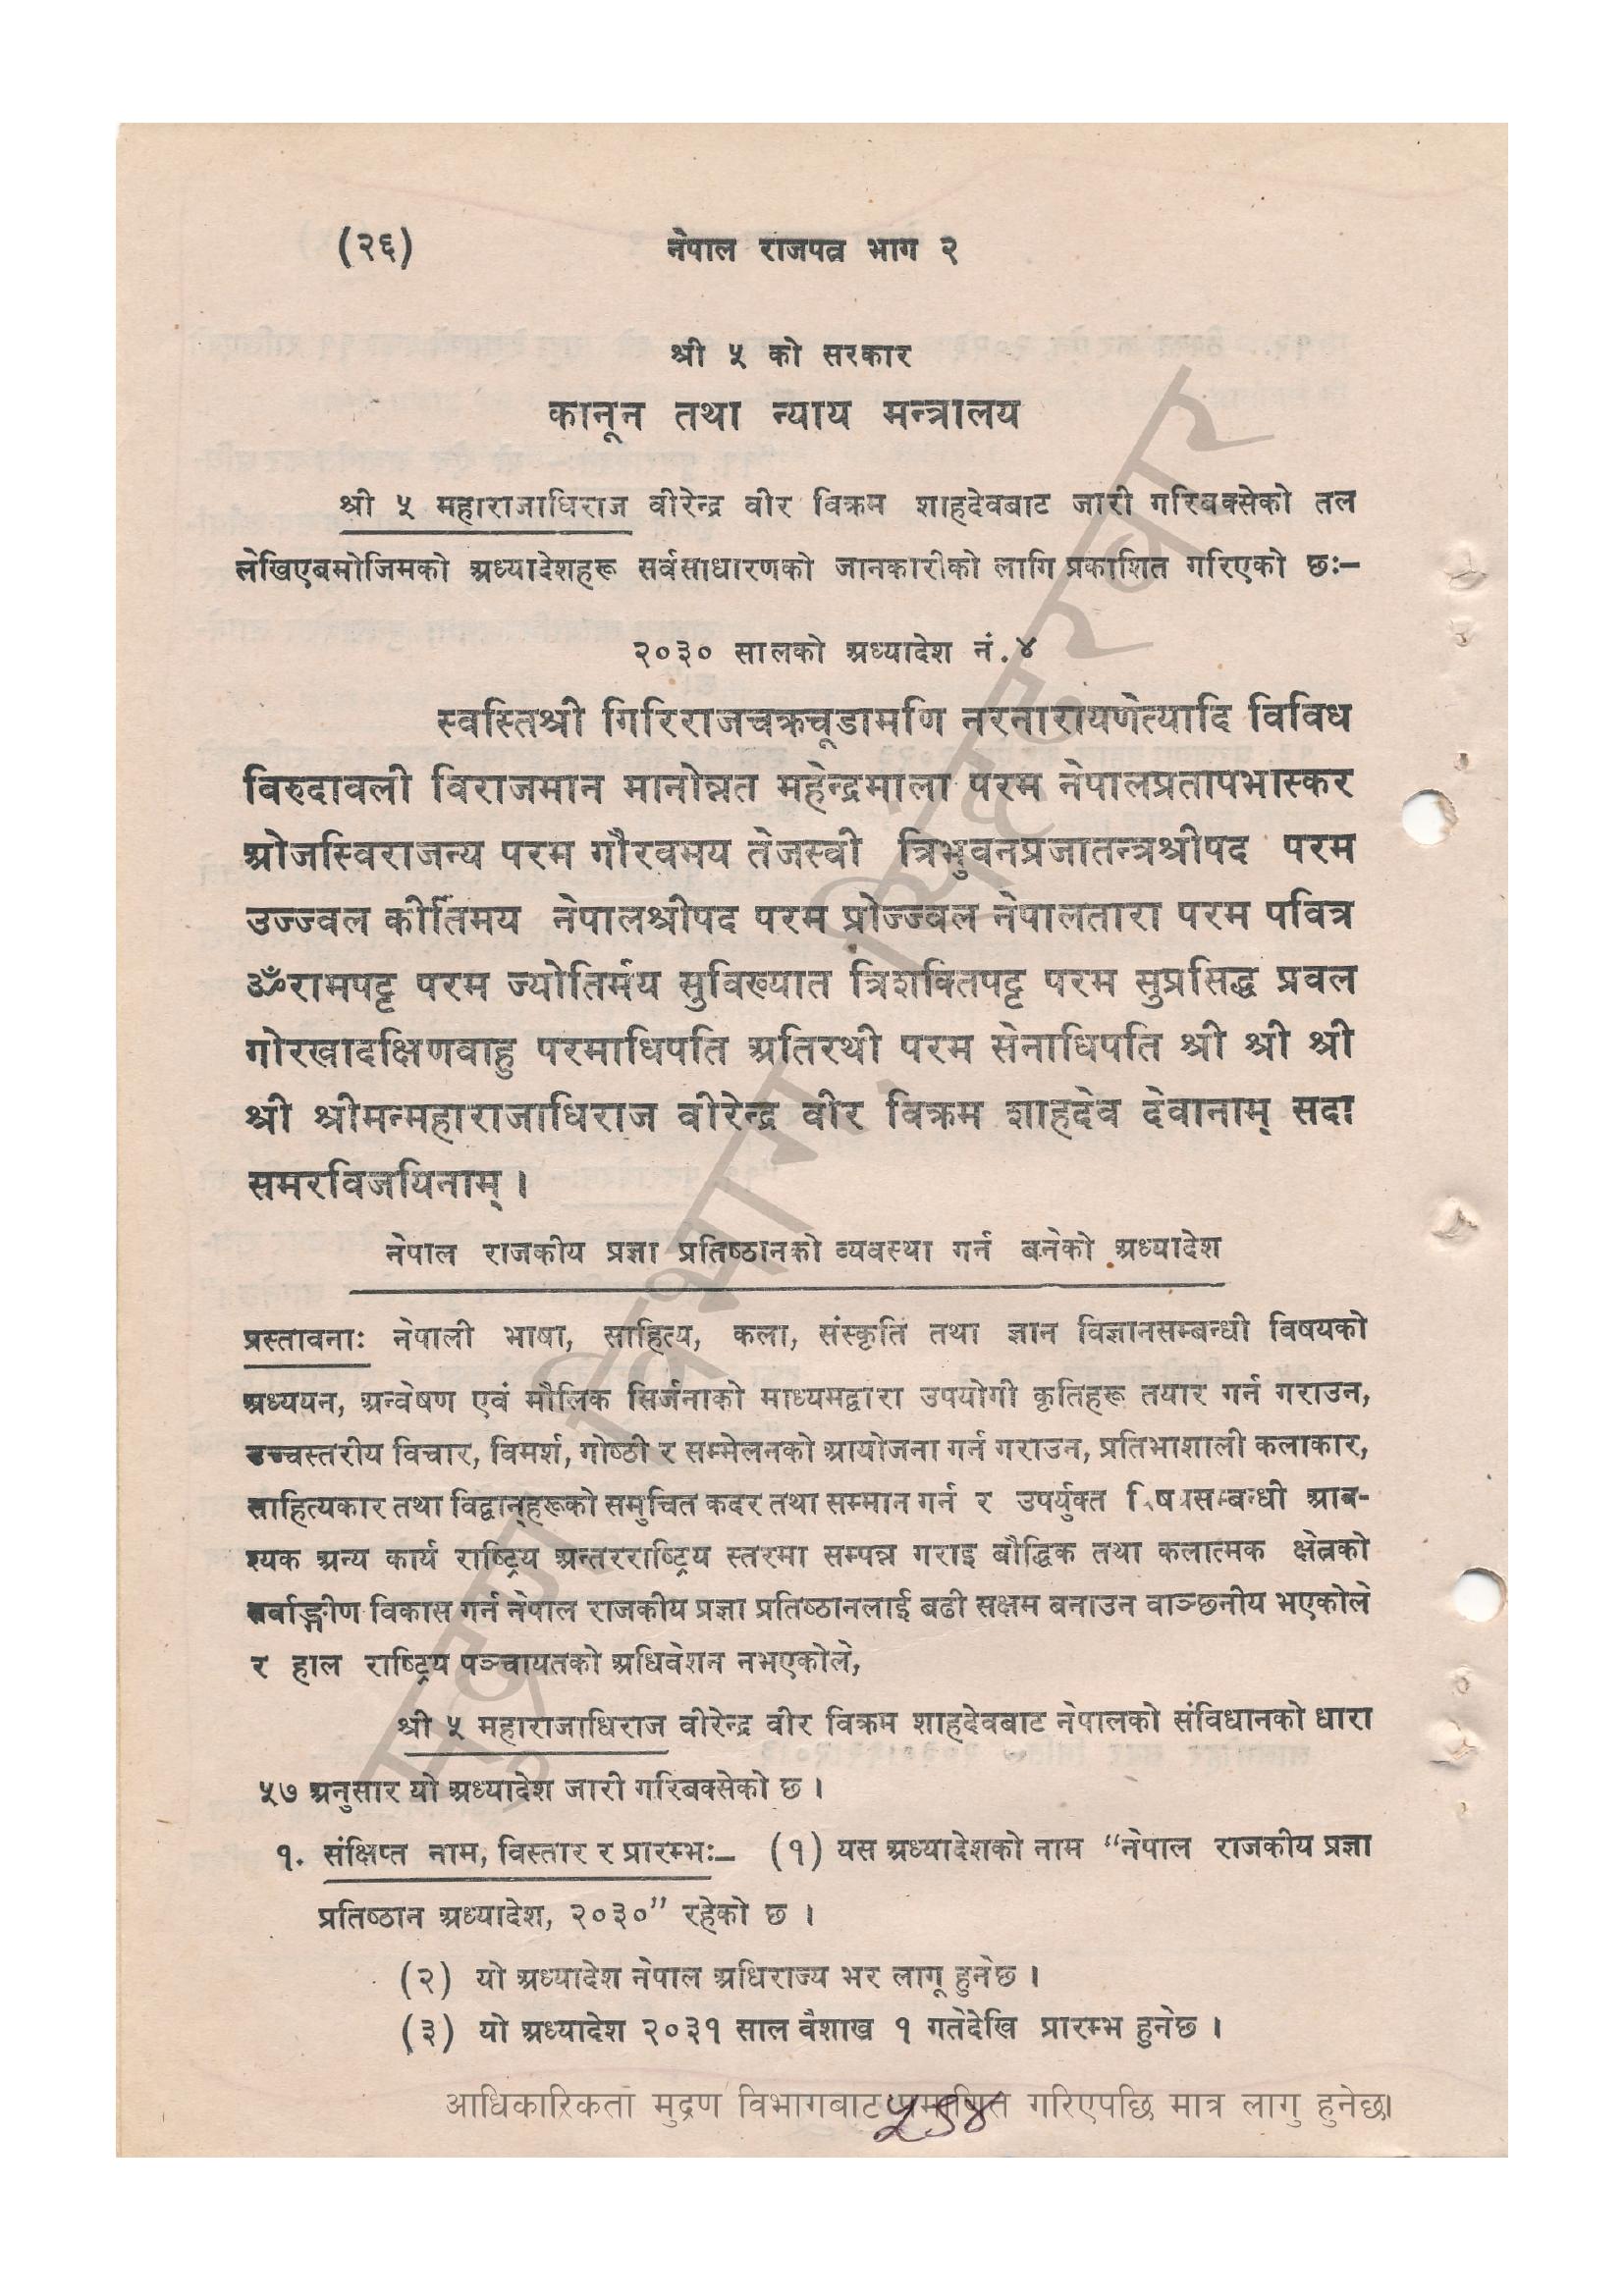 (२६)
नेपाल राजपत्र भाग २
श्री ५ को सरकार
कानून तथा न्याय मन्त्रालय
श्री ५ महाराजाधिराज वीरेन्द्र वीर विक्रम शाहदेवबाट जारी गरिबक्सेको तल
लेखिएबमोजिमको अध्यादेशहरू सर्वसाधारणको जानकारीको लागि प्रकाशित गरिएको छः–
२०३० सालको अध्यादेश नं. ४
स्वस्तिश्री गिरिराजचक्रचूडामणि नरनारायणेत्यादि विविध
विरुदावली विराजमान मानोन्नत महेन्द्रमाला परम नेपालप्रतापभास्कर
ओजस्विराजन्य परम गौरवमय तेजस्वी त्रिभुवनप्रजातन्त्रश्रीपद परम
उज्ज्वल कीर्तिमय नेपालश्रीपद परम प्रोज्ज्वल नेपालतारा परम पवित्र
ॐरामपट्ट परम ज्योतिर्मय सुविख्यात त्रिशक्तिपट्ट परम सुप्रसिद्ध प्रवल
गोरखादक्षिणवाहु परमाधिपति अतिरथी परम सेनाधिपति श्री श्री श्री
श्री श्रीमन्महाराजाधिराज वीरेन्द्र वीर विक्रम शाहदेव देवानाम् सदा
समरविजयिनाम् ।
नेपाल राजकीय प्रज्ञा प्रतिष्ठानको व्यवस्था गर्न बनेको अध्यादेश
प्रस्तावनाः नेपाली भाषा, साहित्य, कला, संस्कृति तथा ज्ञान विज्ञानसम्बन्धी विषयको
अध्ययन, अन्वेषण एवं मौलिक सिर्जनाको माध्यमद्वारा उपयोगी कृतिहरू तयार गर्न गराउन,
उच्चस्तरीय विचार, विमर्श, गोष्ठी र सम्मेलनको आयोजना गर्न गराउन, प्रतिभाशाली कलाकार,
साहित्यकार तथा विद्वान्हरूको समुचित कदर तथा सम्मान गर्न र उपर्युक्त विषयसम्बन्धी आब-
श्यक अन्य कार्य राष्ट्रिय अन्तरराष्ट्रिय स्तरमा सम्पन्न गराइ बौद्धिक तथा कलात्मक क्षेत्रको
सर्वाङ्गीण विकास गर्न नेपाल राजकीय प्रज्ञा प्रतिष्ठानलाई बढी सक्षम बनाउन वाञ्छनीय भएकोले
र हाल राष्ट्रिय पञ्चायतको अधिवेशन नभएकोले,
श्री ५ महाराजाधिराज वीरेन्द्र वीर विक्रम शाहदेवबाट नेपालको संविधानको धारा
५७ अनुसार यो अध्यादेश जारी गरिबक्सेको छ ।
१. संक्षिप्त नाम, विस्तार र प्रारम्भः– (१) यस अध्यादेशको नाम “नेपाल राजकीय प्रज्ञा
प्रतिष्ठान अध्यादेश, २०३०” रहेको छ ।
(२) यो अध्यादेश नेपाल अधिराज्य भर लागू हुनेछ ।
(३) यो अध्यादेश २०३१ साल वैशाख १ गतेदेखि प्रारम्भ हुनेछ ।
आधिकारिकता मुद्रण विभागबाट प्रमाणित गरिएपछि मात्र लागु हुनेछ।
मुद्रण विभाग, सिंहदरवार